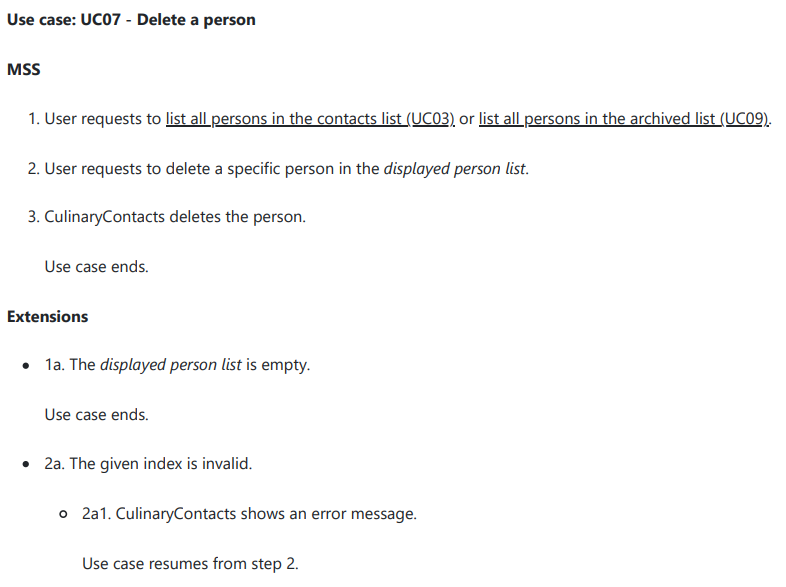 Use case: UC07 - Delete a person
MSS
1. User requests to list all persons in the contacts list (UC03) or list all persons in the archived list (UC09).
2. User requests to delete a specific person in the displayed person list.
3. CulinaryContacts deletes the person.
Use case ends.
Extensions
• 1a. The displayed person list is empty.
Use case ends.
• 2a. The given index is invalid.
○ 2a1. CulinaryContacts shows an error message.
Use case resumes from step 2.